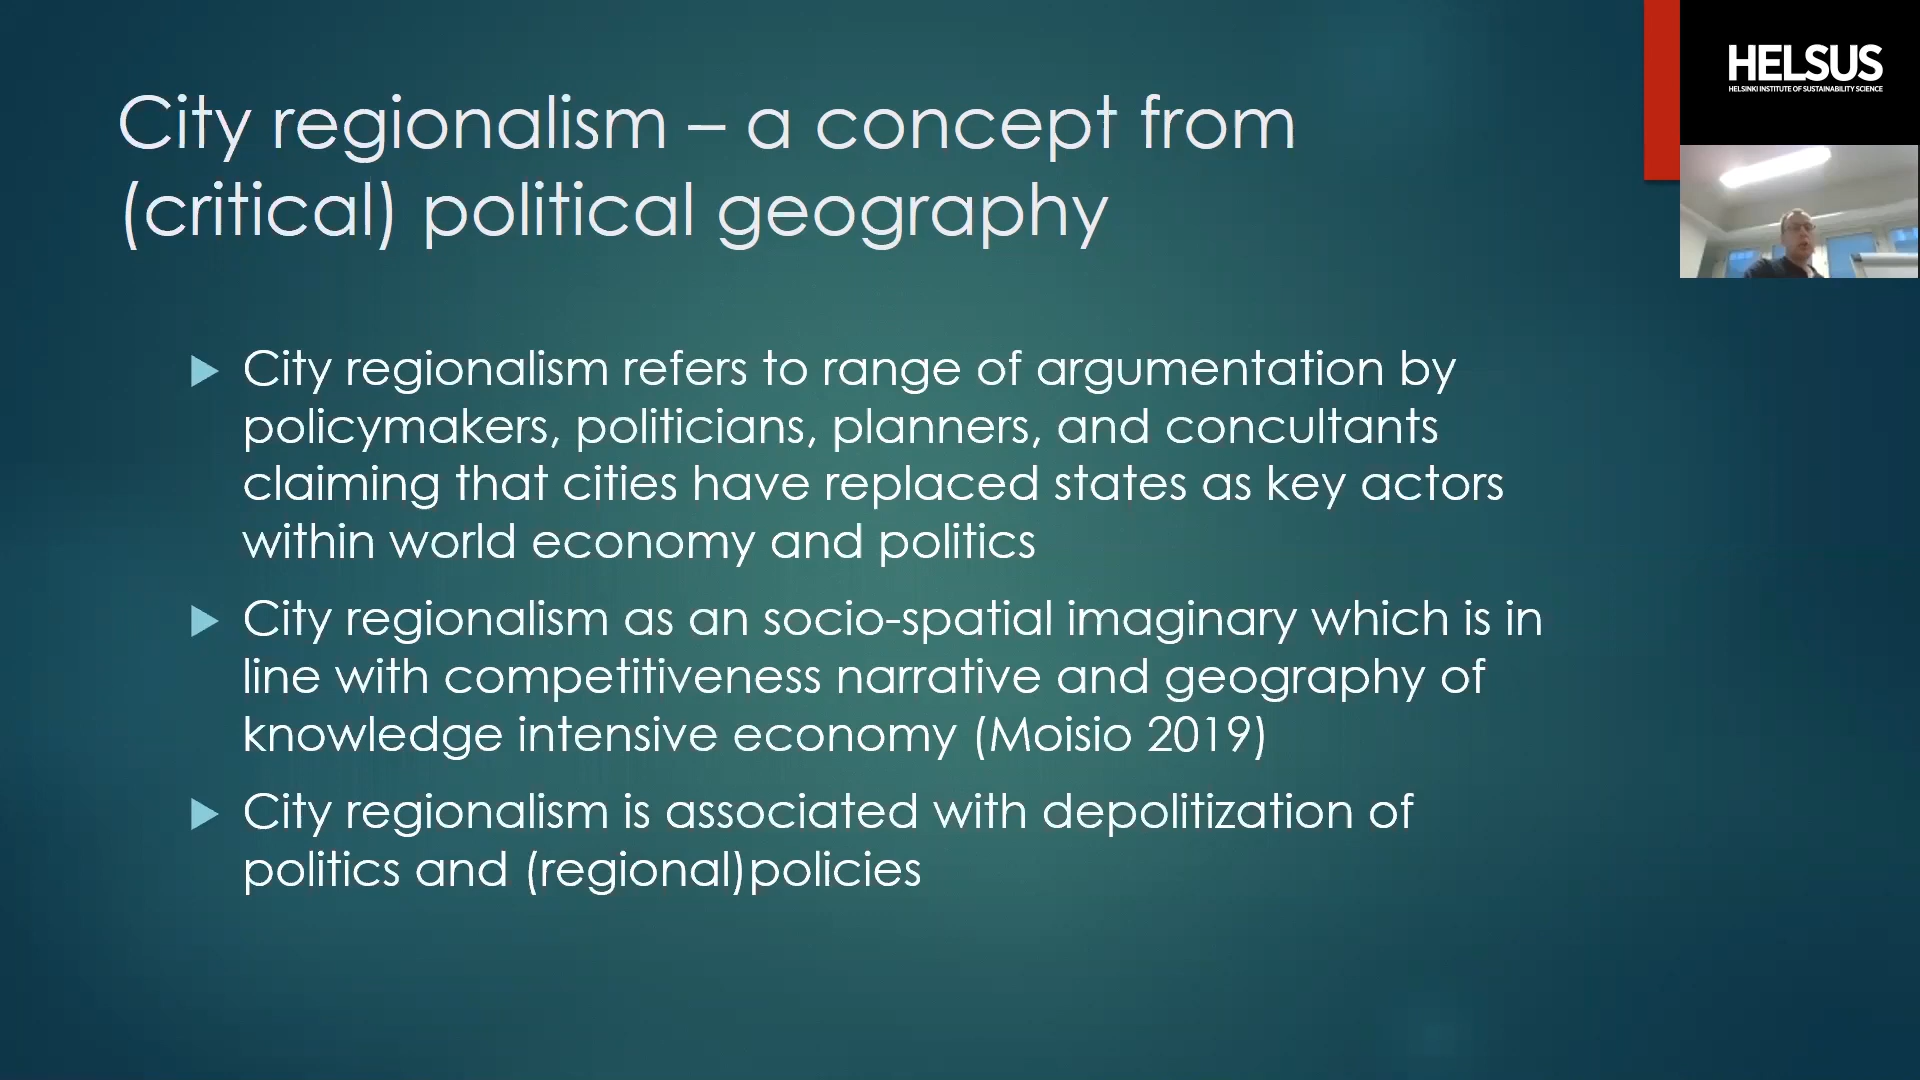 City regionalism – a concept from
(critical) political geography
HELSUS
HELSINKI INSTITUTE OF SUSTAINABILITY SCIENCE
City regionalism refers to range of argumentation by
policymakers, politicians, planners, and concultants
claiming that cities have replaced states as key actors
within world economy and politics
City regionalism as an socio-spatial imaginary which is in
line with competitiveness narrative and geography of
knowledge intensive economy (Moisio 2019)
City regionalism is associated with depolitization of
politics and (regional)policies